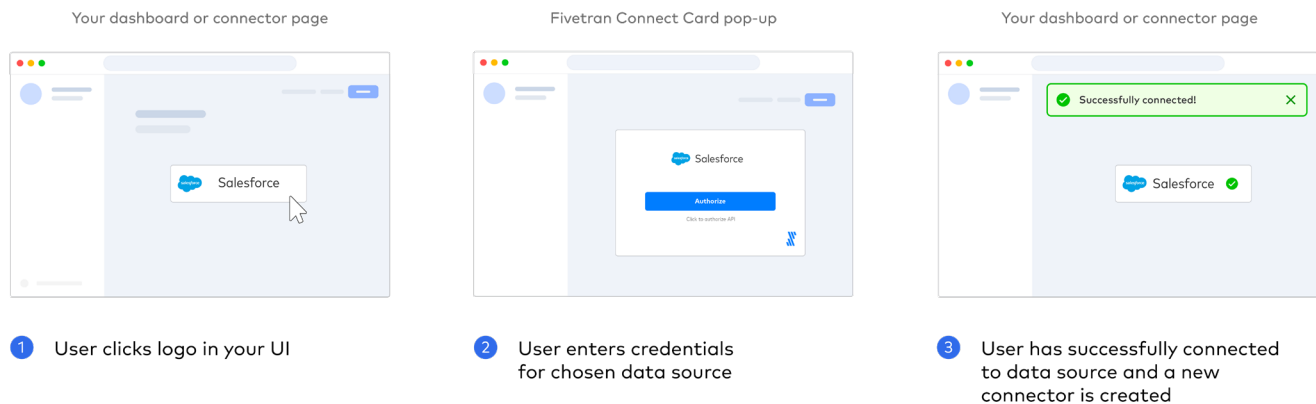 Your dashboard or connector page
Fivetran Connect Card pop-up
Your dashboard or connector page
Salesforce
salesforce
Salesforce
Authorize
Click to authorize API
Successfully connected!
salesforce
Salesforce
1 User clicks logo in your UI
2 User enters credentials
for chosen data source
3 User has successfully connected
to data source and a new
connector is created